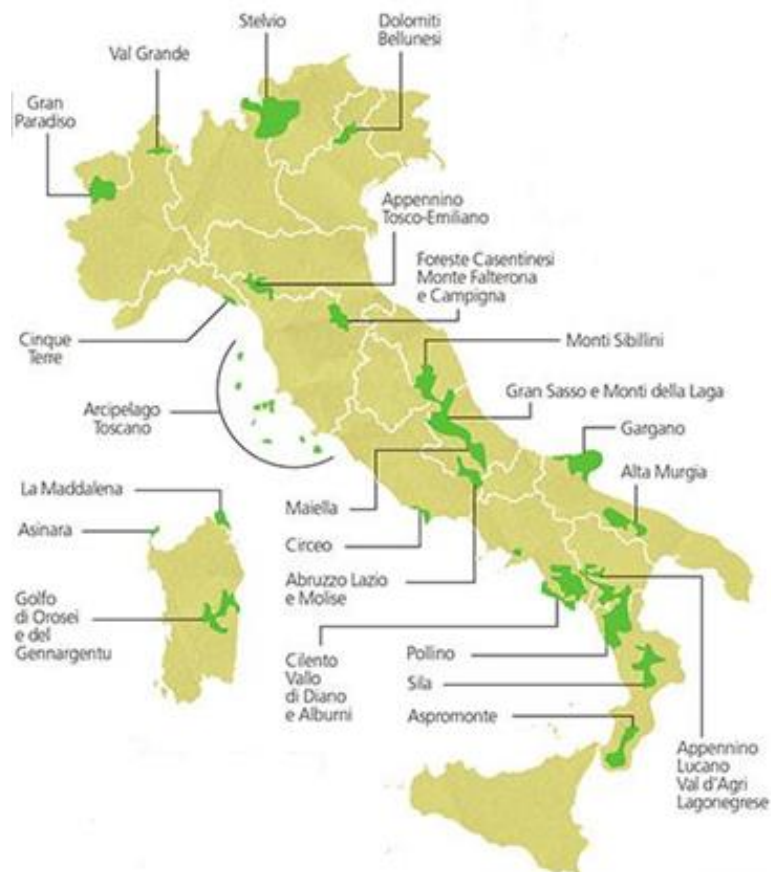 Stelvio
Dolomiti
Bellunesi
Val Grande
Gran
Paradiso
Appennino
Tosco-Emiliano
Foreste Casentinesi
Monte Falterona
e Campigna
Cinque
Terre
Monti Sibillini
Gran Sasso e Monti della Laga
Arcipelago
Toscano
Gargano
Alta Murgia
La Maddalena
Maiella
Asinara
Circeo
Abruzzo Lazio
e Molise
Golfo
di Orosei
e del
Gennargentu
Cilento
Vallo
di Diano
e Alburni
Pollino
Sila
Aspromonte
Appennino
Lucano
Val d'Agri
Lagonegrese